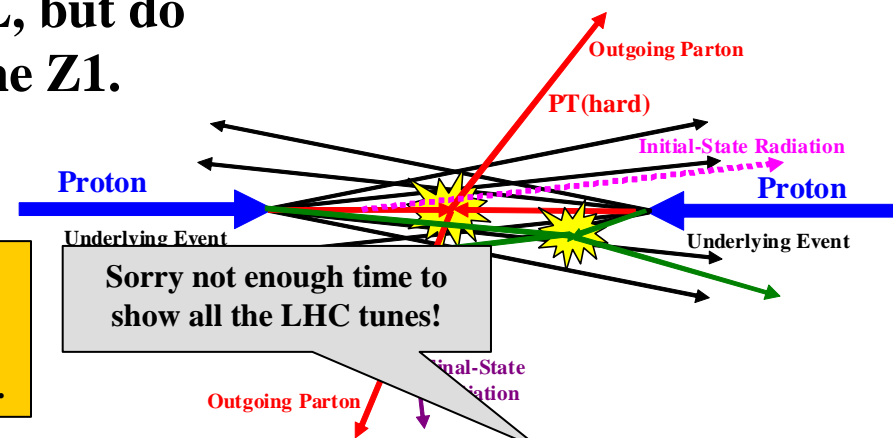 , but do
Z1.
Outgoing Parton
PT(hard)
Initial-State Radiation
Proton
Proton
Underlying Event
Underlying Event
Sorry not enough time to
show all the LHC tunes!
Outgoing Parton